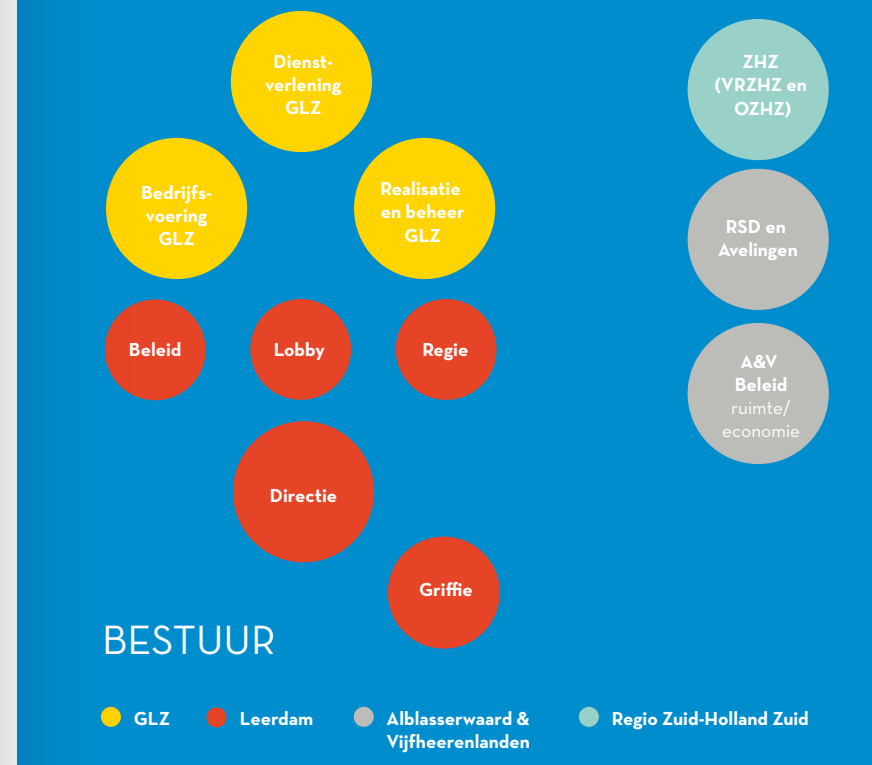 Dienst-
verlening
GLZ
ZHZ
(VRZHZ en
OZHZ)
Bedrijfs-
voering
GLZ
Realisatie
en beheer
GLZ
RSD en
Avelingen
Beleid
Lobby
Regie
A&V
Beleid
ruimte/
economie
Directie
Griffie
BESTUUR
GLZ
Leerdam
Alblasserwaard &
Vijfheerenlanden
Regio Zuid-Holland Zuid